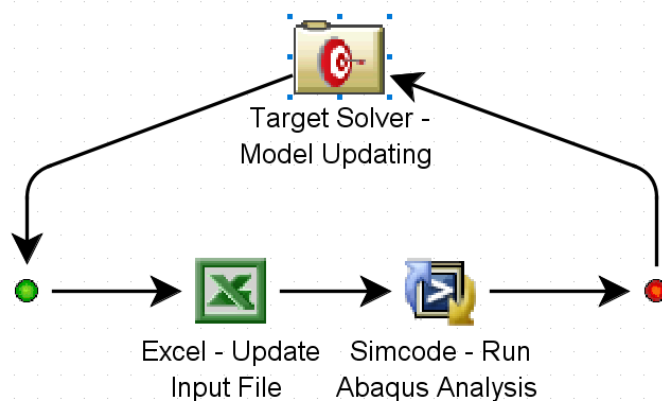 Target Solver -
Model Updating
Excel - Update
Input File
Simcode - Run
Abaqus Analysis